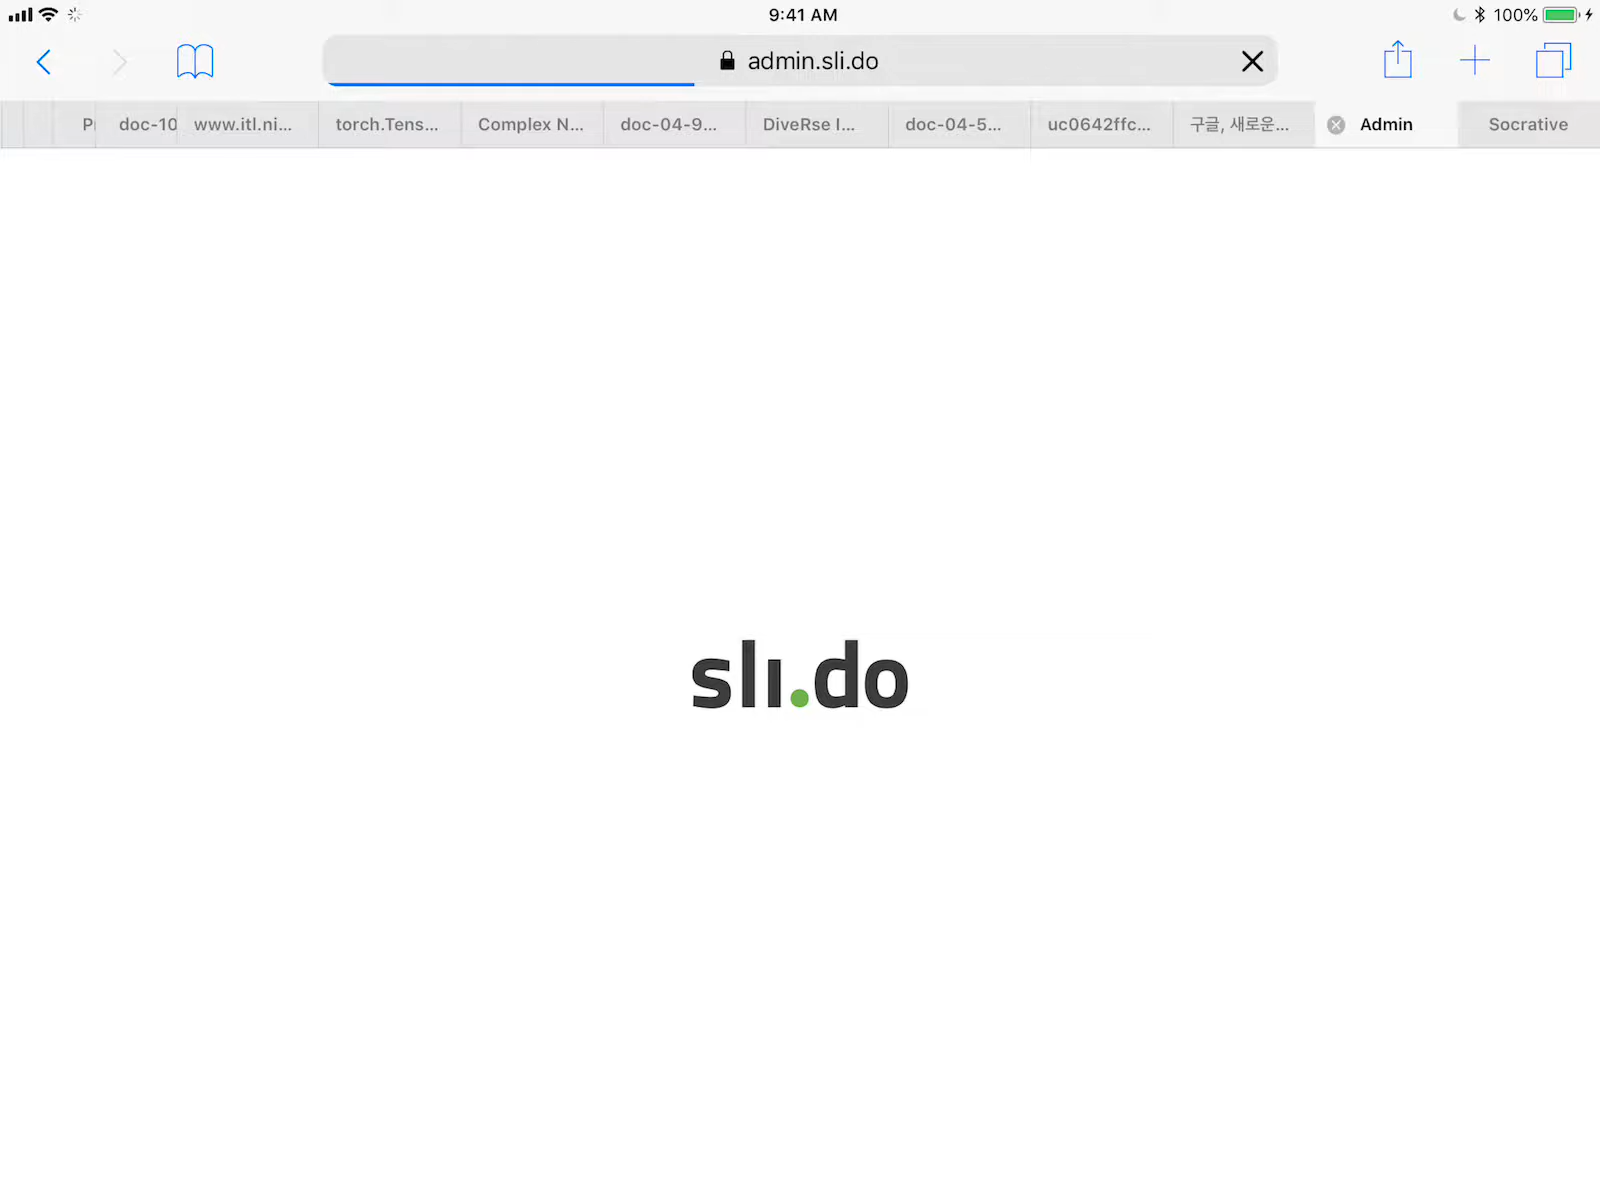 9:41 AM
100%
admin.sli.do
doc-10
www.itl.ni...
torch.Tens...
Complex N...
doc-04-9...
DiveRse I...
doc-04-5...
uc0642ffc...
구글, 새로운...
Admin
Socrative
sli.do